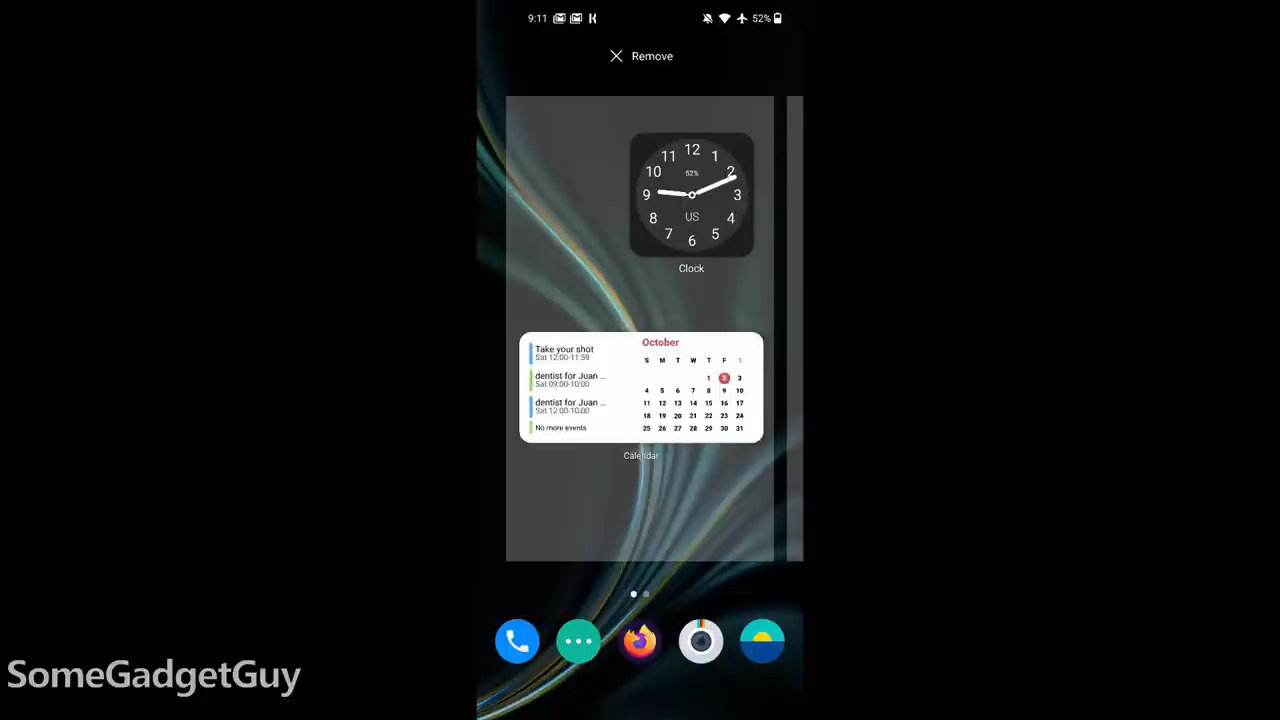 9:11 52%
Remove
12
11 1
10 52% 2
9 3
8 US 4
7 5
6
Clock
Take your shot
Sat 12:00-11:59
dentist for Juan ...
Sat 09:00-10:00
dentist for Juan ...
Sat 12:00-10:00
No more events
October
S M T W T F S
1 2 3
4 5 6 7 8 9 10
11 12 13 14 15 16 17
18 19 20 21 22 23 24
25 26 27 28 29 30 31
Calendar
SomeGadgetGuy